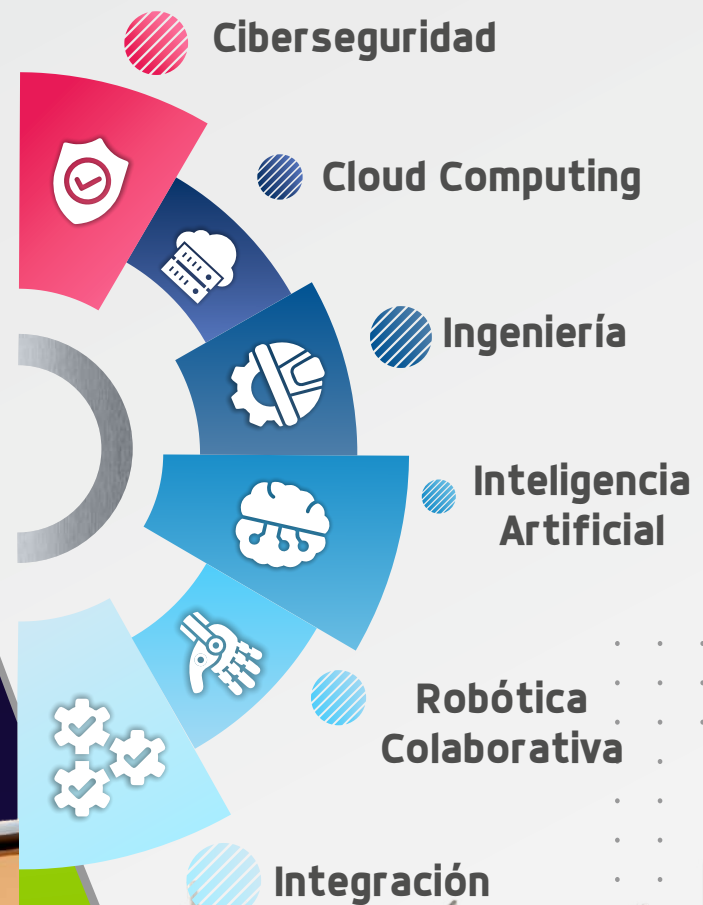 Ciberseguridad
Cloud Computing
Ingeniería
Inteligencia
Artificial
Robótica
Colaborativa
Integración